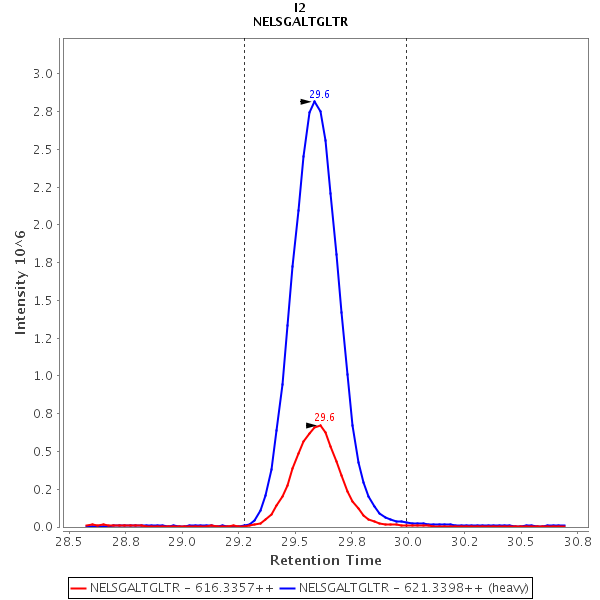 I2
NELSGALTGLTR
Intensity 10^6
3.0
2.8
2.5
2.2
2.0
1.8
1.5
1.2
1.0
0.8
0.5
0.2
0.0
29.6
29.6
28.5 28.8 29.0 29.2 29.5 29.8 30.0 30.2 30.5 30.8
Retention Time
NELSGALTGLTR - 616.3357++ NELSGALTGLTR - 621.3398++ (heavy)